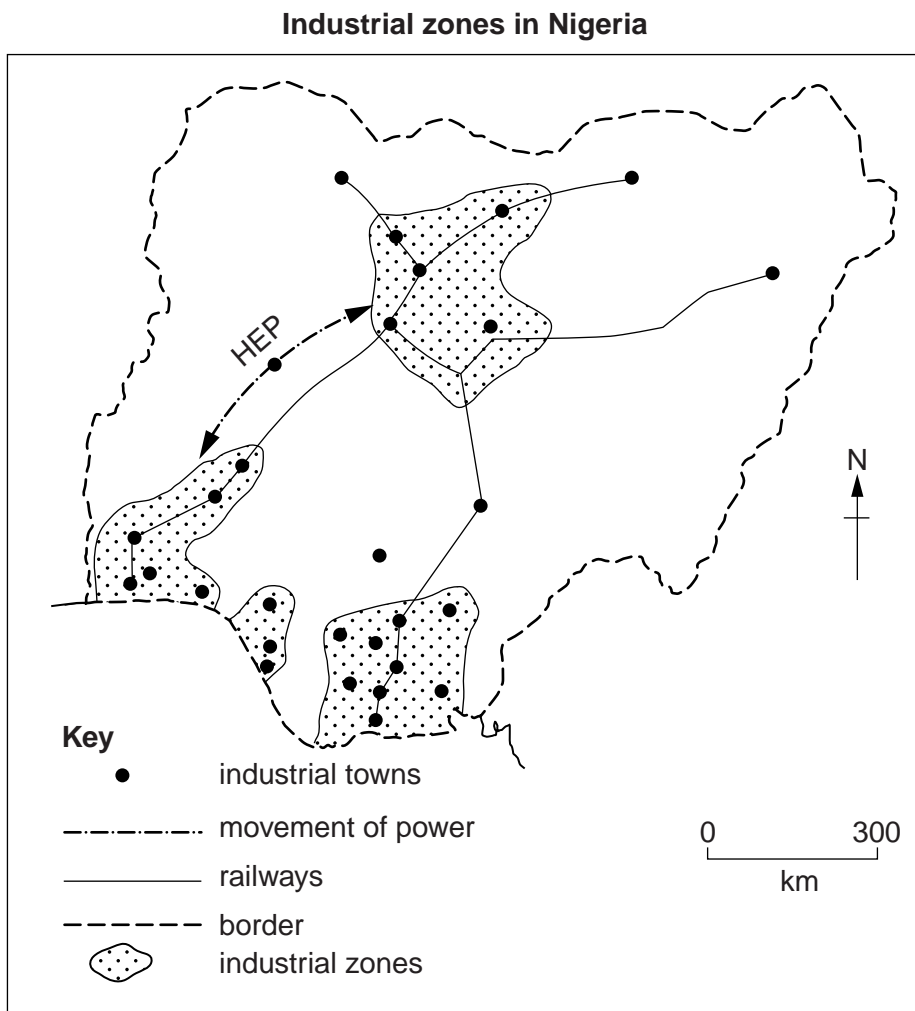 Industrial zones in Nigeria
HEP
N
Key
industrial towns
movement of power
railways
border
industrial zones
0 300
km